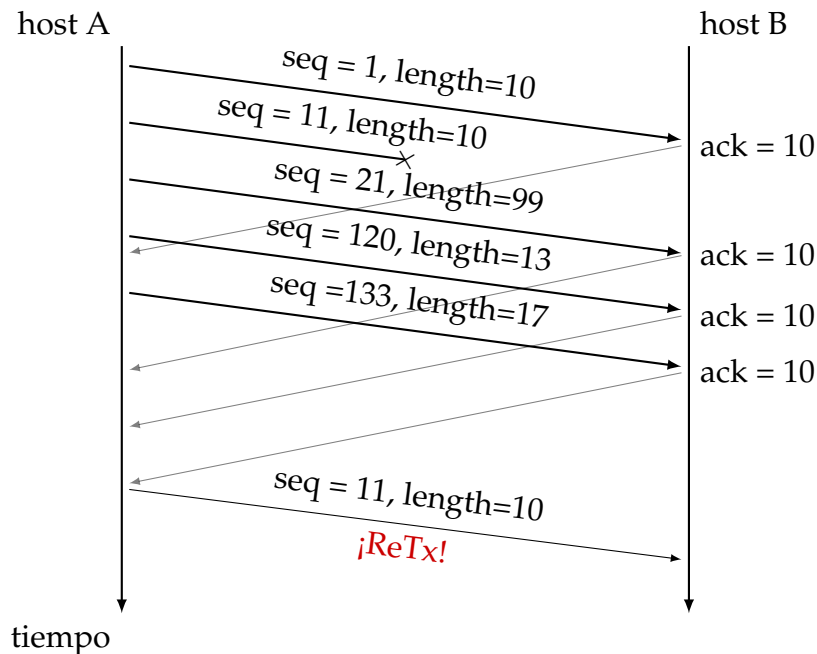 host A
host B
seq = 1, length=10
seq = 11, length=10
ack = 10
seq = 21, length=99
seq = 120, length=13
ack = 10
seq =133, length=17
ack = 10
ack = 10
seq = 11, length=10
¡ReTx!
tiempo